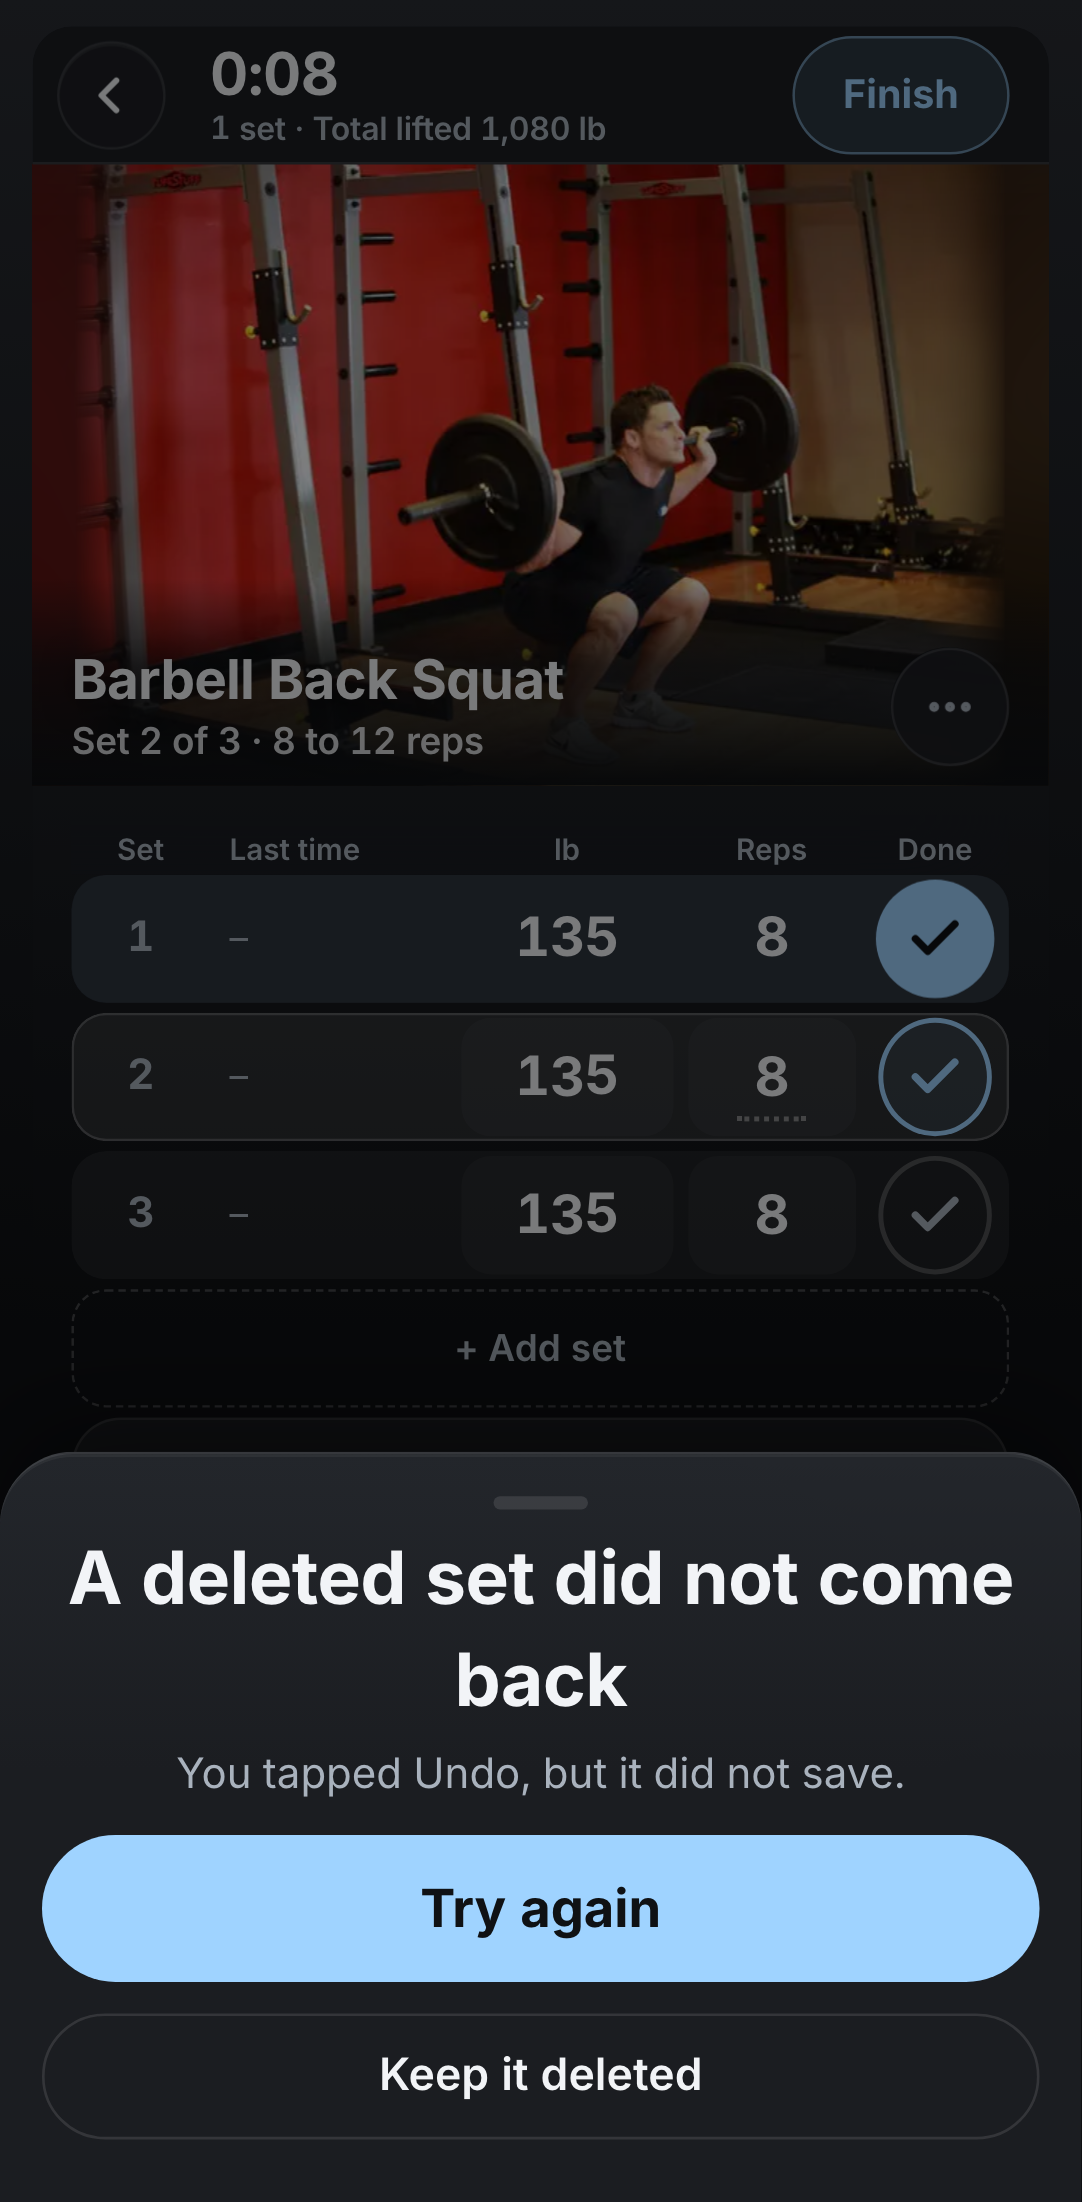 0:08
1 set · Total lifted 1,080 lb
Finish
Barbell Back Squat
Set 2 of 3 · 8 to 12 reps
Set Last time lb Reps Done
1 – 135 8
2 – 135 8
3 – 135 8
+ Add set
A deleted set did not come
back
You tapped Undo, but it did not save.
Try again
Keep it deleted